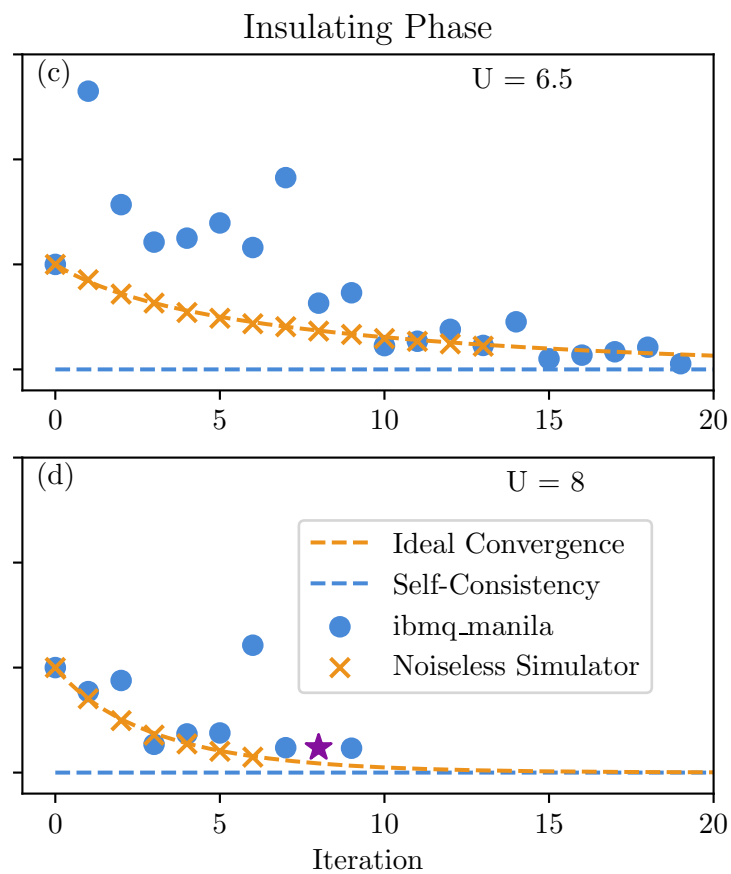 Insulating Phase
(c)
U = 6.5
0 5 10 15 20
(d)
U = 8
Ideal Convergence
Self-Consistency
ibmq_manila
Noiseless Simulator
0 5 10 15 20
Iteration